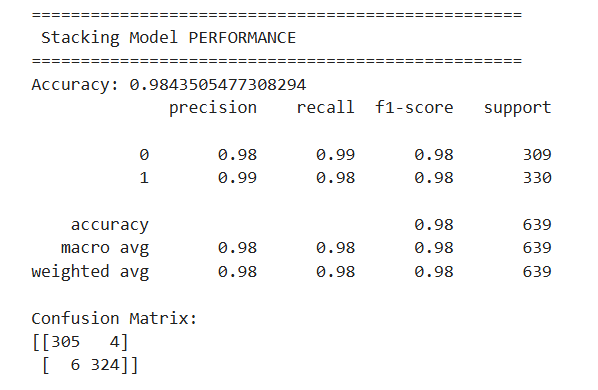 ==================================================
 Stacking Model PERFORMANCE
==================================================
Accuracy: 0.9843505477308294
              precision    recall  f1-score   support

           0       0.98      0.99      0.98       309
           1       0.99      0.98      0.98       330

    accuracy                           0.98       639
   macro avg       0.98      0.98      0.98       639
weighted avg       0.98      0.98      0.98       639

Confusion Matrix:
[[305   4]
 [  6 324]]